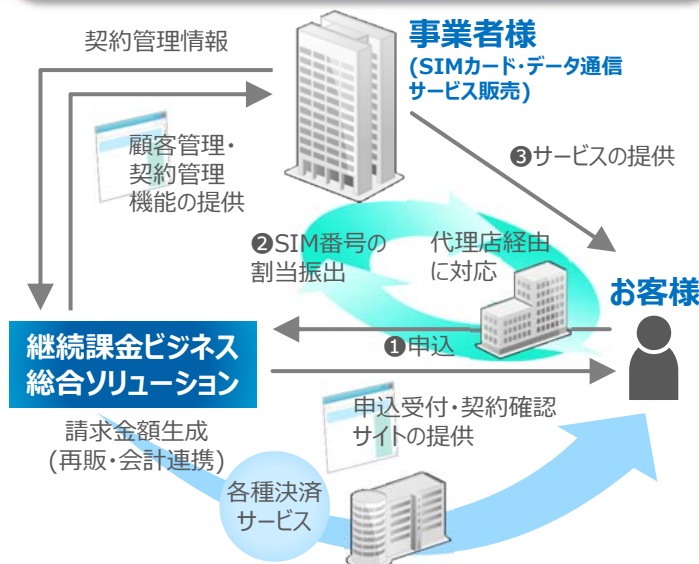 契約管理情報
事業者様
(SIMカード・データ通信
サービス販売)
顧客管理・
契約管理
機能の提供
❸サービスの提供
❷SIM番号の
割当振出
代理店経由
に対応
お客様
継続課金ビジネス
総合ソリューション
❶申込
請求金額生成
(再販・会計連携)
申込受付・契約確認
サイトの提供
各種決済
サービス